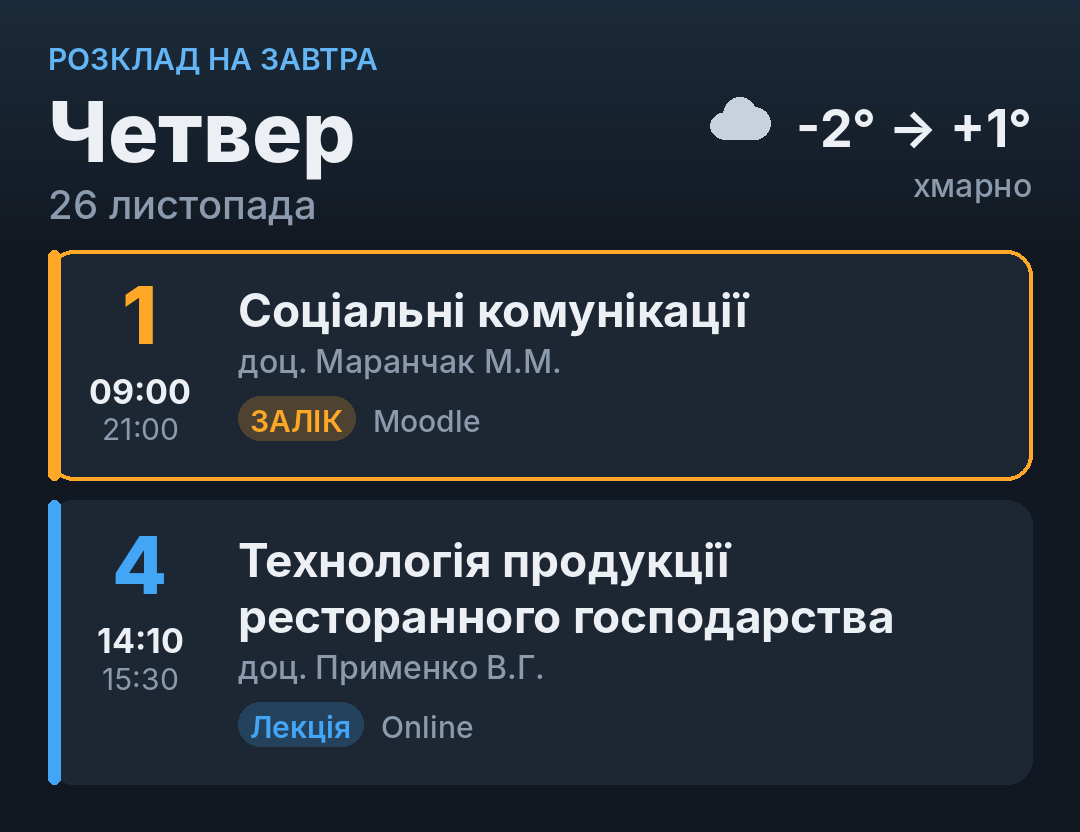 РОЗКЛАД НА ЗАВТРА
Четвер
26 листопада
-2° → +1°
хмарно
1
09:00
21:00
Соціальні комунікації
доц. Маранчак М.М.
ЗАЛІК Moodle
4
14:10
15:30
Технологія продукції
ресторанного господарства
доц. Применко В.Г.
Лекція Online